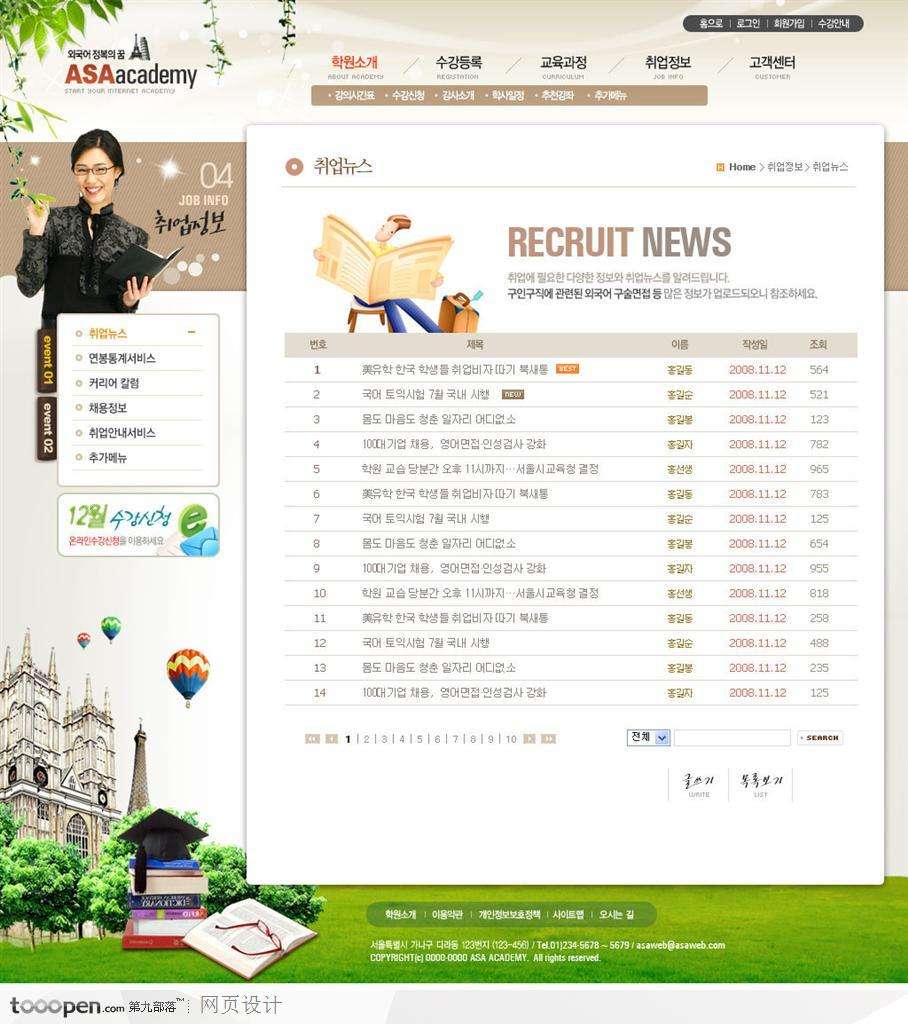 홈으로 | 로그인 | 회원가입 | 수강안내
외국어 정복의 꿈
ASAacademy
START YOUR INTERNET ACADEMY
학원소개 수강등록 교육과정 취업정보 고객센터
ABOUT ACADEMY REGISTATION CURRICULUM JOB INFO CUSTOMER
· 강의시간표 · 수강신청 · 강사소개 · 학사일정 · 추천강좌 · 추가메뉴
04
JOB INFO
취업정보
취업뉴스
Home > 취업정보 > 취업뉴스
RECRUIT NEWS
취업에 필요한 다양한 정보와 취업뉴스를 알려드립니다.
구인구직에 관련된 외국어 구술면접 등 많은 정보가 업로드되오니 참조하세요.
event 01
event 02
취업뉴스
연봉통계서비스
커리어 칼럼
채용정보
취업안내서비스
추가메뉴
12월 수강신청
온라인수강신청을 이용하세요
번호 제목 이름 작성일 조회
1 美유학 한국 학생들 취업비자 따기 북새통 BEST 홍길동 2008.11.12 564
2 국어 토익시험 7월 국내 시행 NEW 홍길순 2008.11.12 521
3 몸도 마음도 청춘 일자리 어디없소 홍길봉 2008.11.12 123
4 100대기업 채용, 영어면접 인성검사 강화 홍길자 2008.11.12 782
5 학원 교습 당분간 오후 11시까지…서울시교육청 결정 홍선생 2008.11.12 965
6 美유학 한국 학생들 취업비자 따기 북새통 홍길동 2008.11.12 783
7 국어 토익시험 7월 국내 시행 홍길순 2008.11.12 125
8 몸도 마음도 청춘 일자리 어디없소 홍길봉 2008.11.12 654
9 100대기업 채용, 영어면접 인성검사 강화 홍길자 2008.11.12 955
10 학원 교습 당분간 오후 11시까지…서울시교육청 결정 홍선생 2008.11.12 818
11 美유학 한국 학생들 취업비자 따기 북새통 홍길동 2008.11.12 258
12 국어 토익시험 7월 국내 시행 홍길순 2008.11.12 488
13 몸도 마음도 청춘 일자리 어디없소 홍길봉 2008.11.12 235
14 100대기업 채용, 영어면접 인성검사 강화 홍길자 2008.11.12 125
1 | 2 | 3 | 4 | 5 | 6 | 7 | 8 | 9 | 10
전체 SEARCH
글쓰기 목록보기
WRITE LIST
DICTIONARY
학원소개 | 이용약관 | 개인정보보호정책 | 사이트맵 | 오시는 길
서울특별시 가나구 다라동 123번지 (123-456) / Tel.01)234-5678 ~ 5679 / asaweb@asaweb.com
COPYRIGHT(c) 0000-0000 ASA ACADEMY. All rights reserved.
tooopen.com 第九部落™ 网页设计